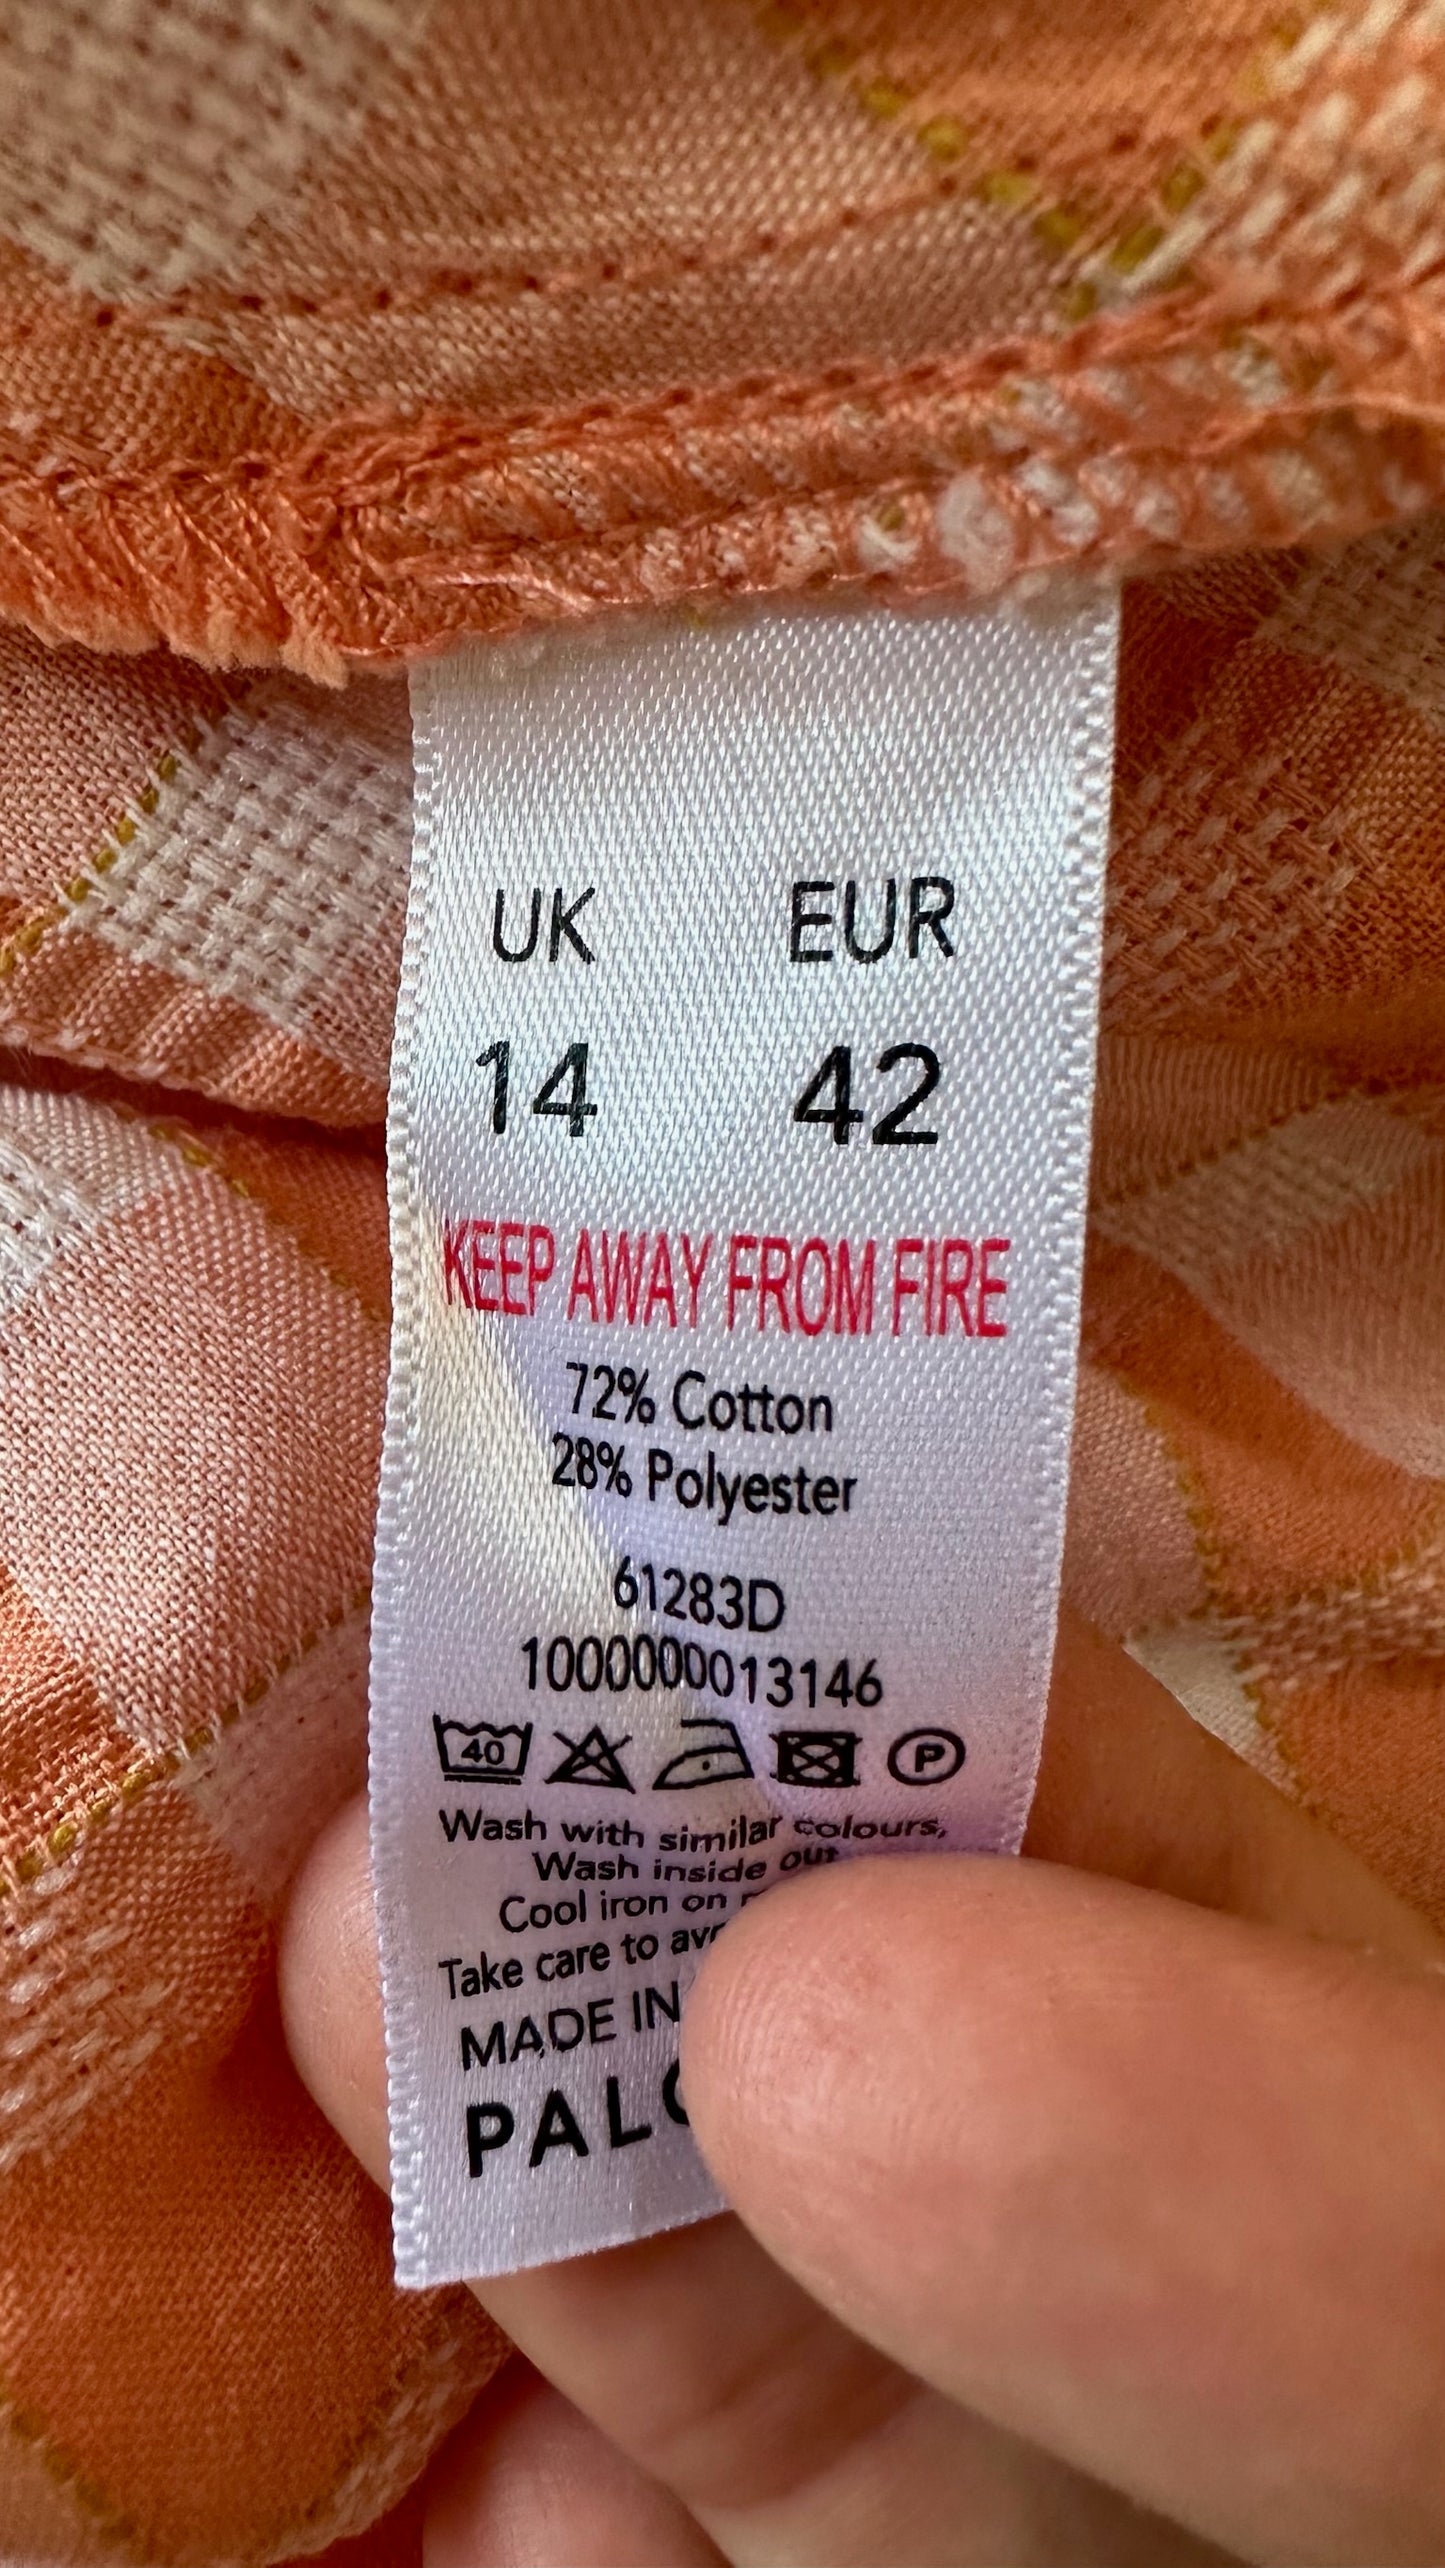 UK EUR
14 42
KEEP AWAY FROM FIRE
72% Cotton
28% Polyester
61283D
1000000013146
40 P
Wash with similar colours,
Wash inside out
Cool iron on
Take care to
MADE IN